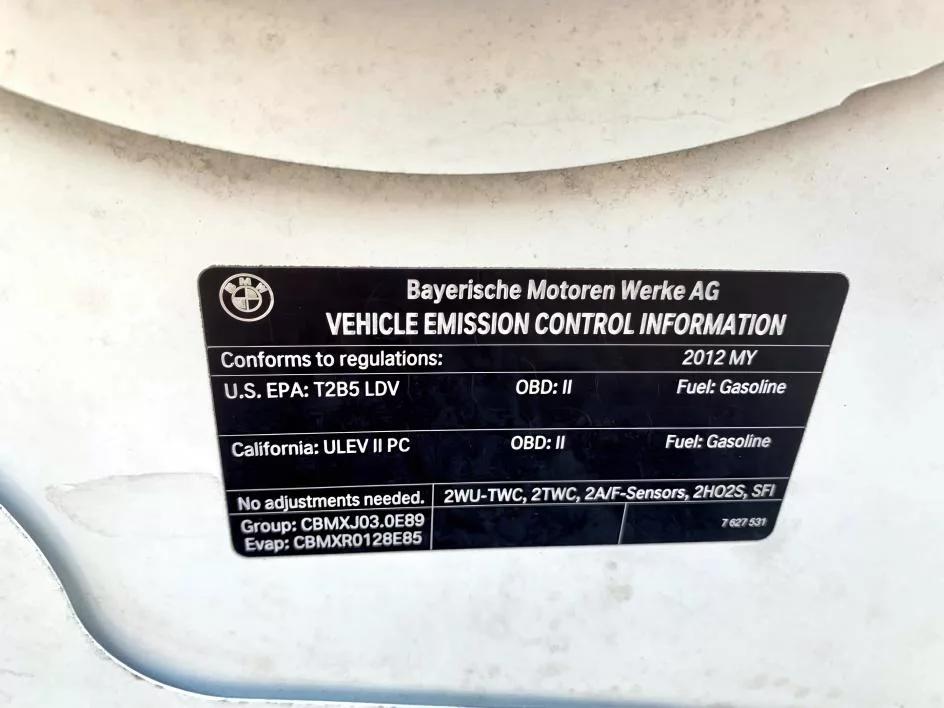 BMW
Bayerische Motoren Werke AG
VEHICLE EMISSION CONTROL INFORMATION
Conforms to regulations: 2012 MY
U.S. EPA: T2B5 LDV OBD: II Fuel: Gasoline
California: ULEV II PC OBD: II Fuel: Gasoline
No adjustments needed. 2WU-TWC, 2TWC, 2A/F-Sensors, 2HO2S, SFI
Group: CBMXJ03.0E89
Evap: CBMXR0128E85
7 627 531